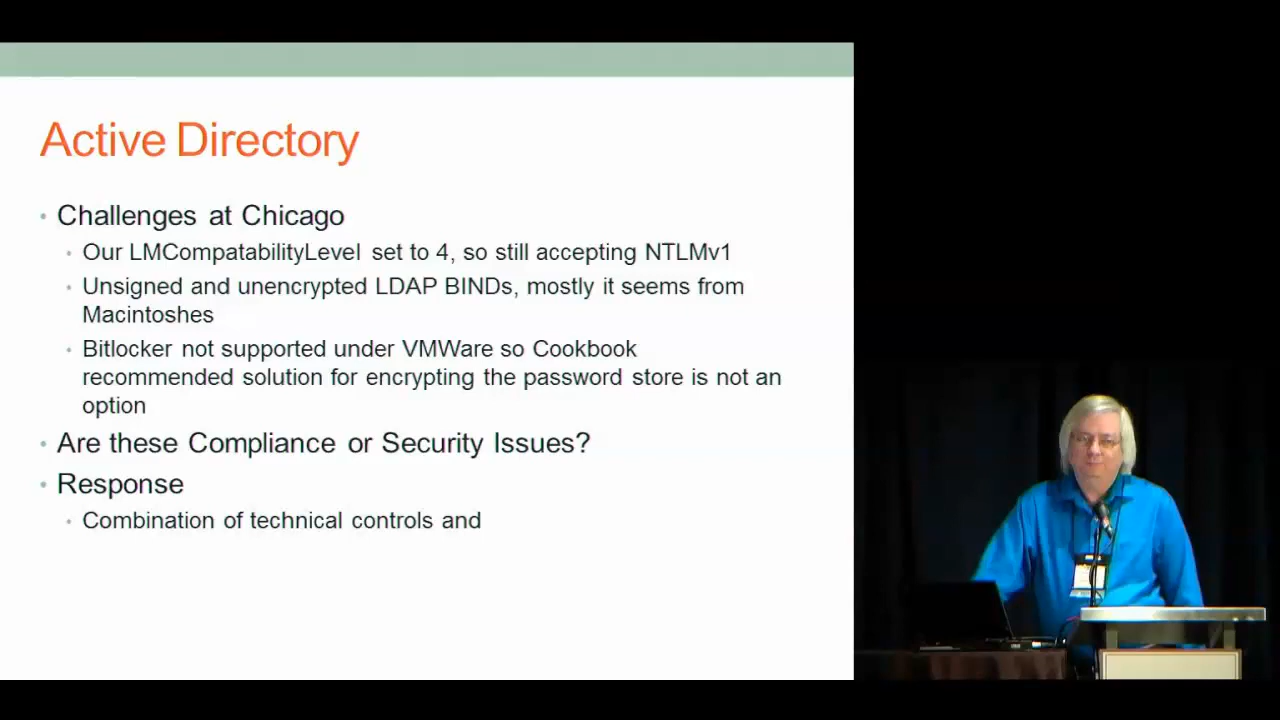 Active Directory
• Challenges at Chicago
• Our LMCompatabilityLevel set to 4, so still accepting NTLMv1
• Unsigned and unencrypted LDAP BINDs, mostly it seems from
Macintoshes
• Bitlocker not supported under VMWare so Cookbook
recommended solution for encrypting the password store is not an
option
• Are these Compliance or Security Issues?
• Response
• Combination of technical controls and